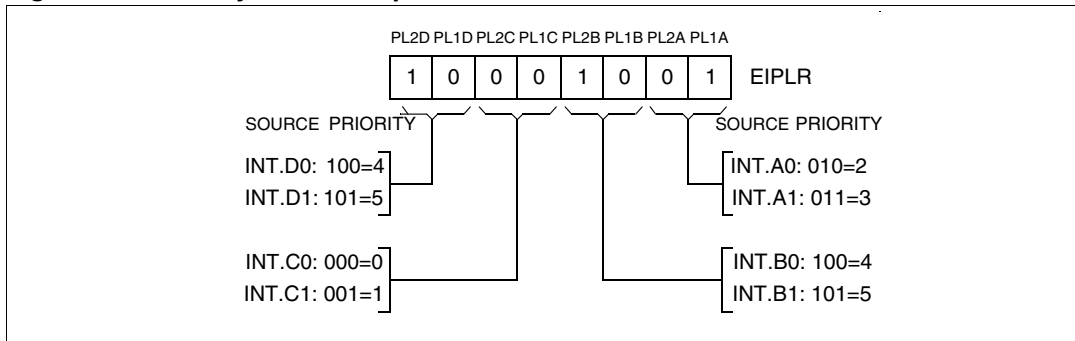 PL2D PL1D PL2C PL1C PL2B PL1B PL2A PL1A
1 0 0 0 1 0 0 1 EIPLR
SOURCE PRIORITY SOURCE PRIORITY
INT.D0: 100=4 INT.A0: 010=2
INT.D1: 101=5 INT.A1: 011=3
INT.C0: 000=0 INT.B0: 100=4
INT.C1: 001=1 INT.B1: 101=5